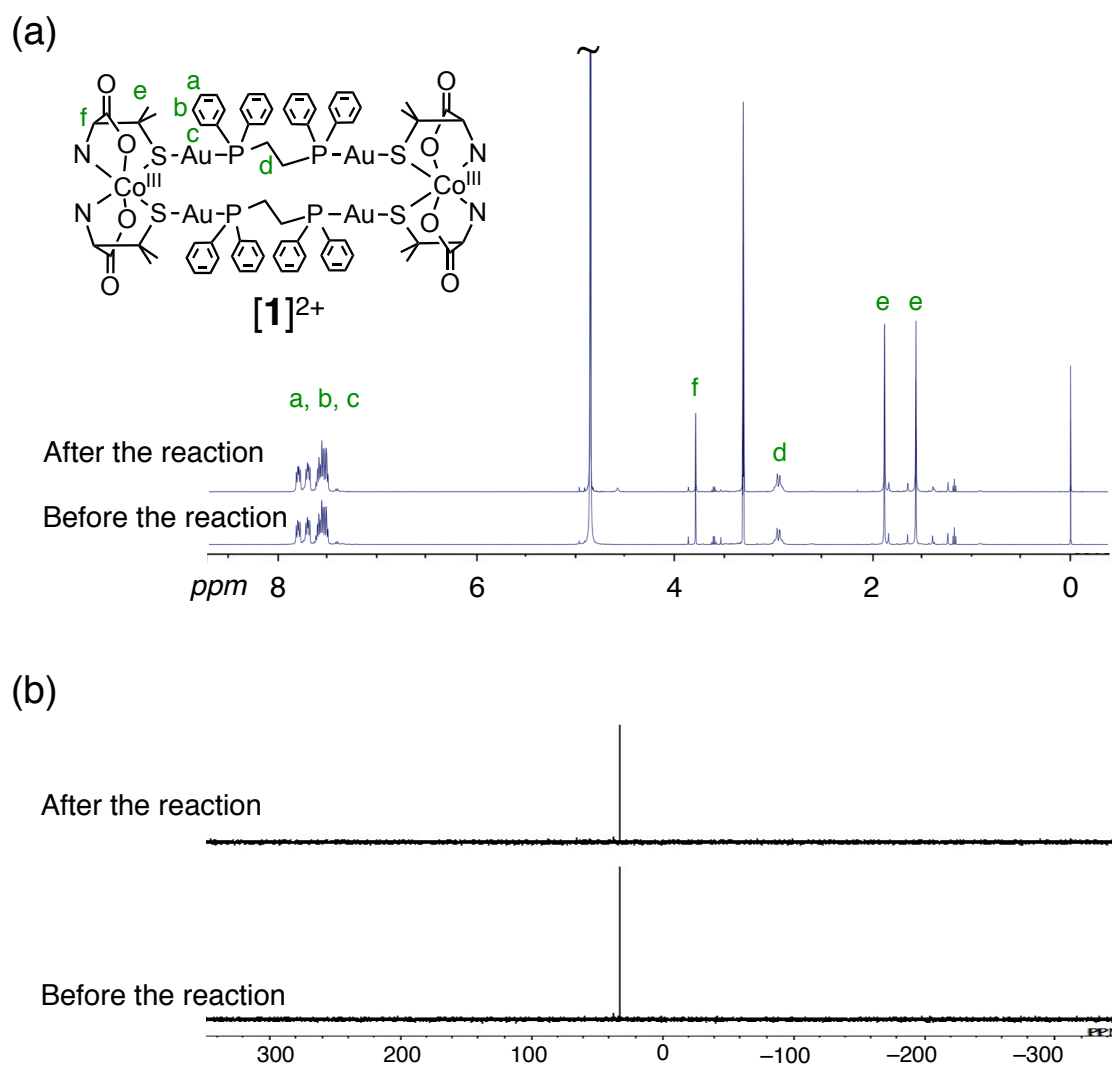 (a)
O O
a
e
b
f
c
O S Au P P Au S O
N d N
Co^III Co^III
N O S Au P P Au S O N
O O
[1]^2+
~
e e
a, b, c
f
After the reaction
d
Before the reaction
ppm 8 6 4 2 0
(b)
After the reaction
Before the reaction
300 200 100 0 −100 −200 −300